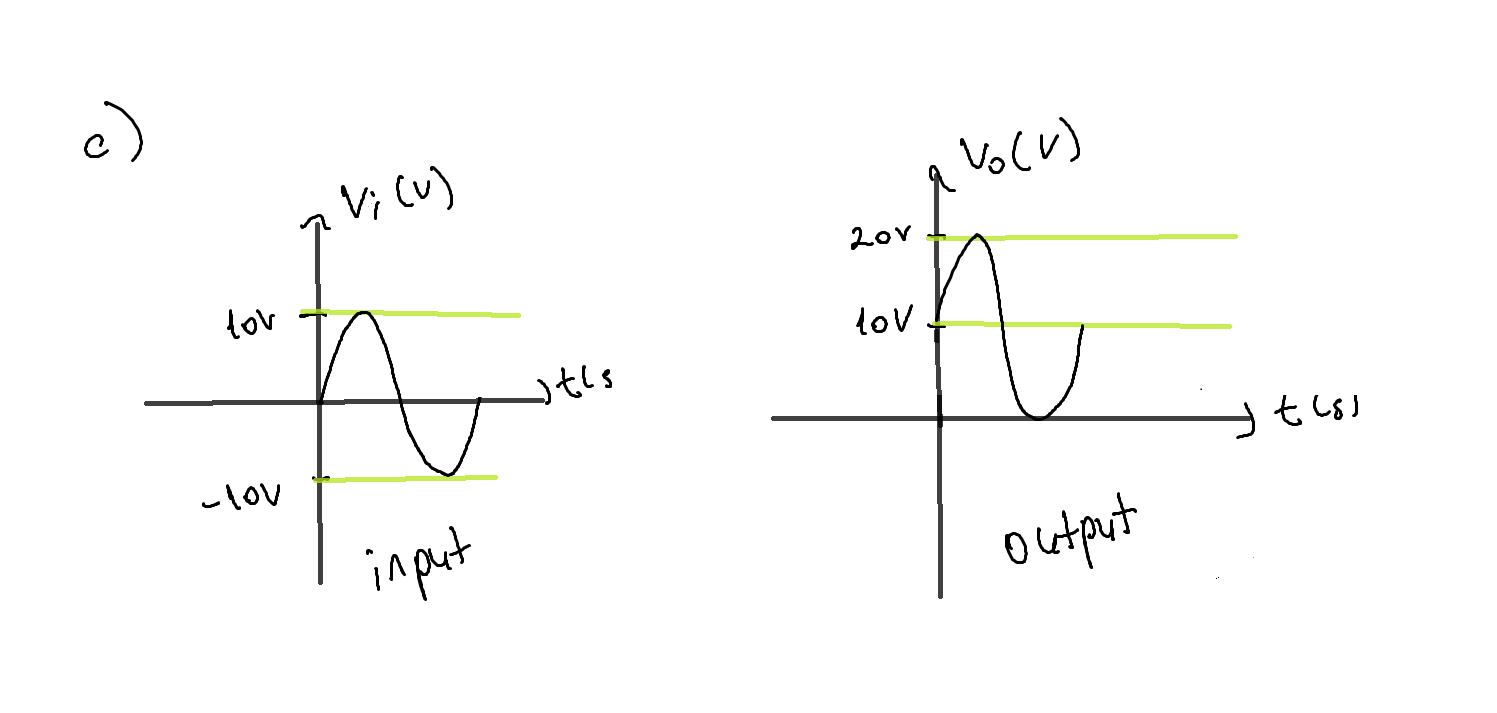 c)
Vi(V)
10V
t(s
-10V
input
Vo(V)
20V
10V
t(s)
output